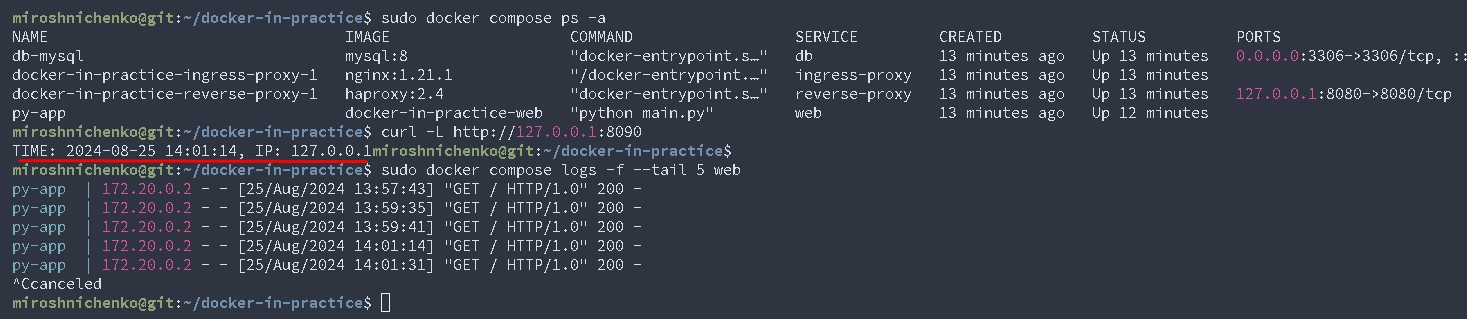 miroshnichenko@git:~/docker-in-practice$ sudo docker compose ps -a
NAME IMAGE COMMAND SERVICE CREATED STATUS PORTS
db-mysql mysql:8 "docker-entrypoint.s…" db 13 minutes ago Up 13 minutes 0.0.0.0:3306->3306/tcp, ::
docker-in-practice-ingress-proxy-1 nginx:1.21.1 "/docker-entrypoint.…" ingress-proxy 13 minutes ago Up 13 minutes
docker-in-practice-reverse-proxy-1 haproxy:2.4 "docker-entrypoint.s…" reverse-proxy 13 minutes ago Up 13 minutes 127.0.0.1:8080->8080/tcp
py-app docker-in-practice-web "python main.py" web 13 minutes ago Up 12 minutes
miroshnichenko@git:~/docker-in-practice$ curl -L http://127.0.0.1:8090
TIME: 2024-08-25 14:01:14, IP: 127.0.0.1miroshnichenko@git:~/docker-in-practice$
miroshnichenko@git:~/docker-in-practice$ sudo docker compose logs -f --tail 5 web
py-app | 172.20.0.2 - - [25/Aug/2024 13:57:43] "GET / HTTP/1.0" 200 -
py-app | 172.20.0.2 - - [25/Aug/2024 13:59:35] "GET / HTTP/1.0" 200 -
py-app | 172.20.0.2 - - [25/Aug/2024 13:59:41] "GET / HTTP/1.0" 200 -
py-app | 172.20.0.2 - - [25/Aug/2024 14:01:14] "GET / HTTP/1.0" 200 -
py-app | 172.20.0.2 - - [25/Aug/2024 14:01:31] "GET / HTTP/1.0" 200 -
^Ccanceled
miroshnichenko@git:~/docker-in-practice$